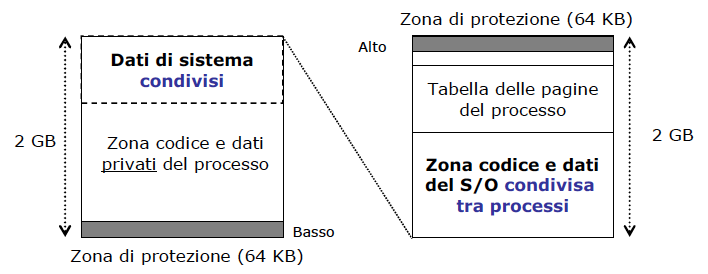 Zona di protezione (64 KB)
Alto
Dati di sistema
condivisi
Tabella delle pagine
del processo
2 GB
Zona codice e dati
privati del processo
2 GB
Zona codice e dati
del S/O condivisa
tra processi
Basso
Zona di protezione (64 KB)